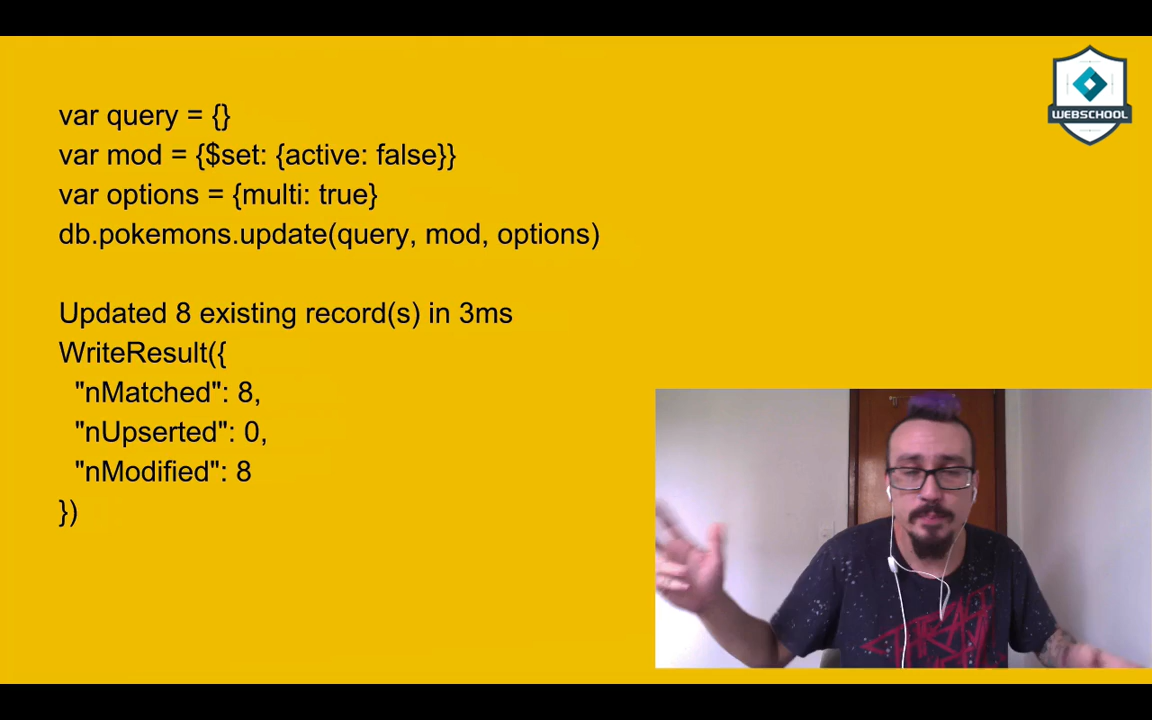 var query = {}
var mod = {$set: {active: false}}
var options = {multi: true}
db.pokemons.update(query, mod, options)
Updated 8 existing record(s) in 3ms
WriteResult({
"nMatched": 8,
"nUpserted": 0,
"nModified": 8
})
WEBSCHOOL